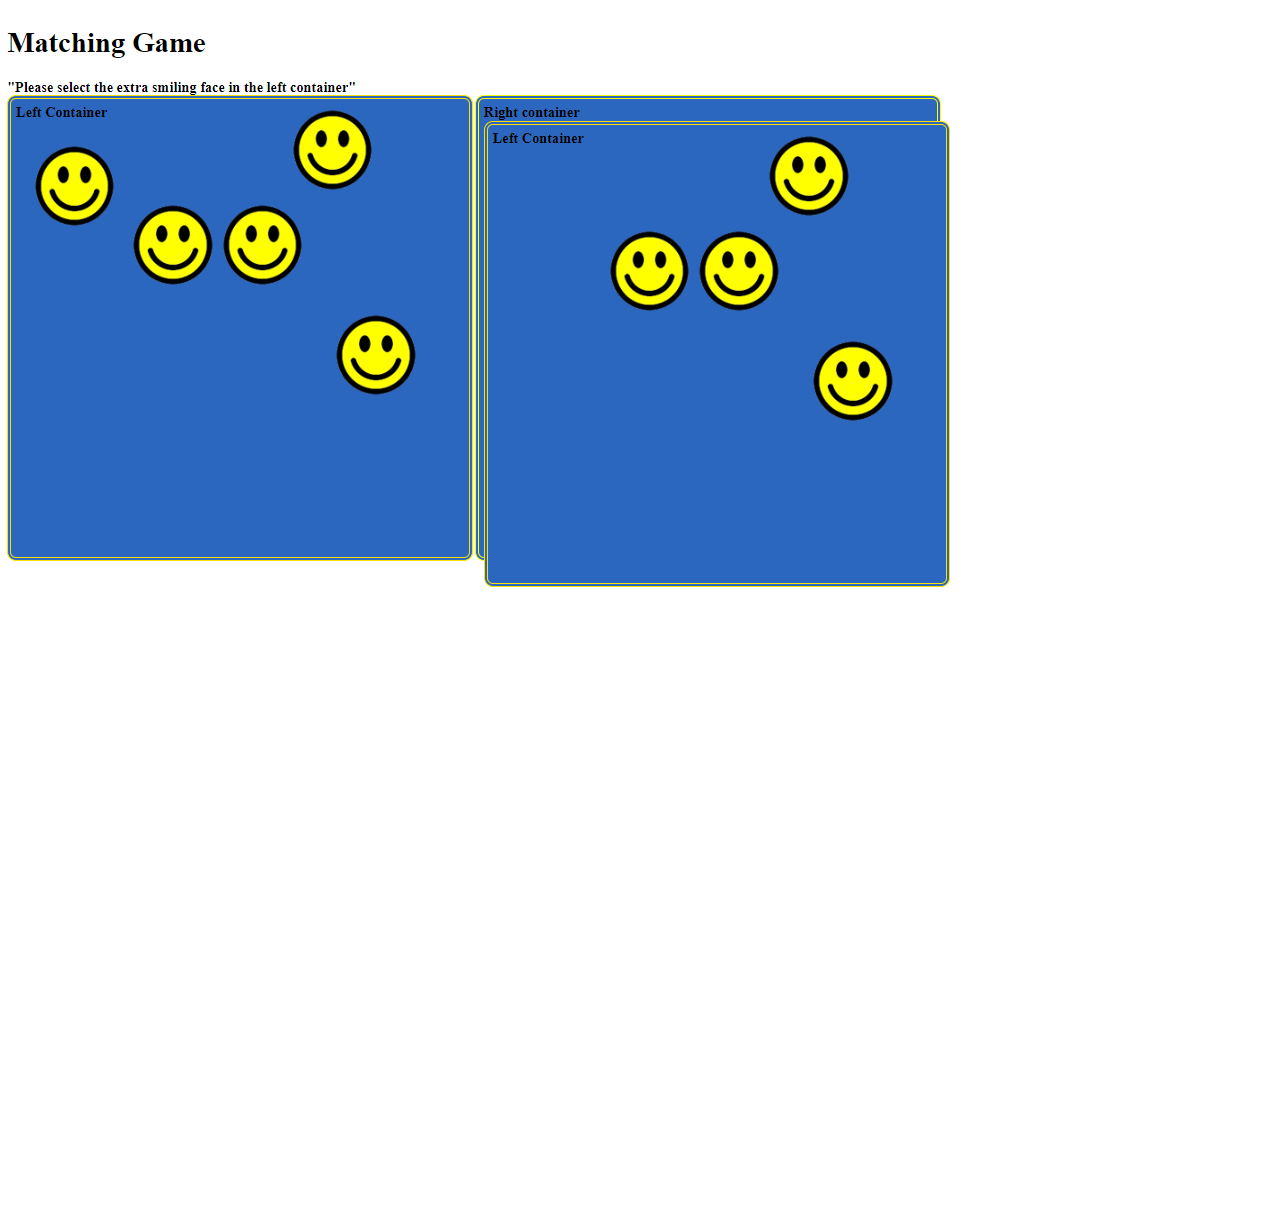 Matching Game
"Please select the extra smiling face in the left container"
Left Container
Right container
Left Container